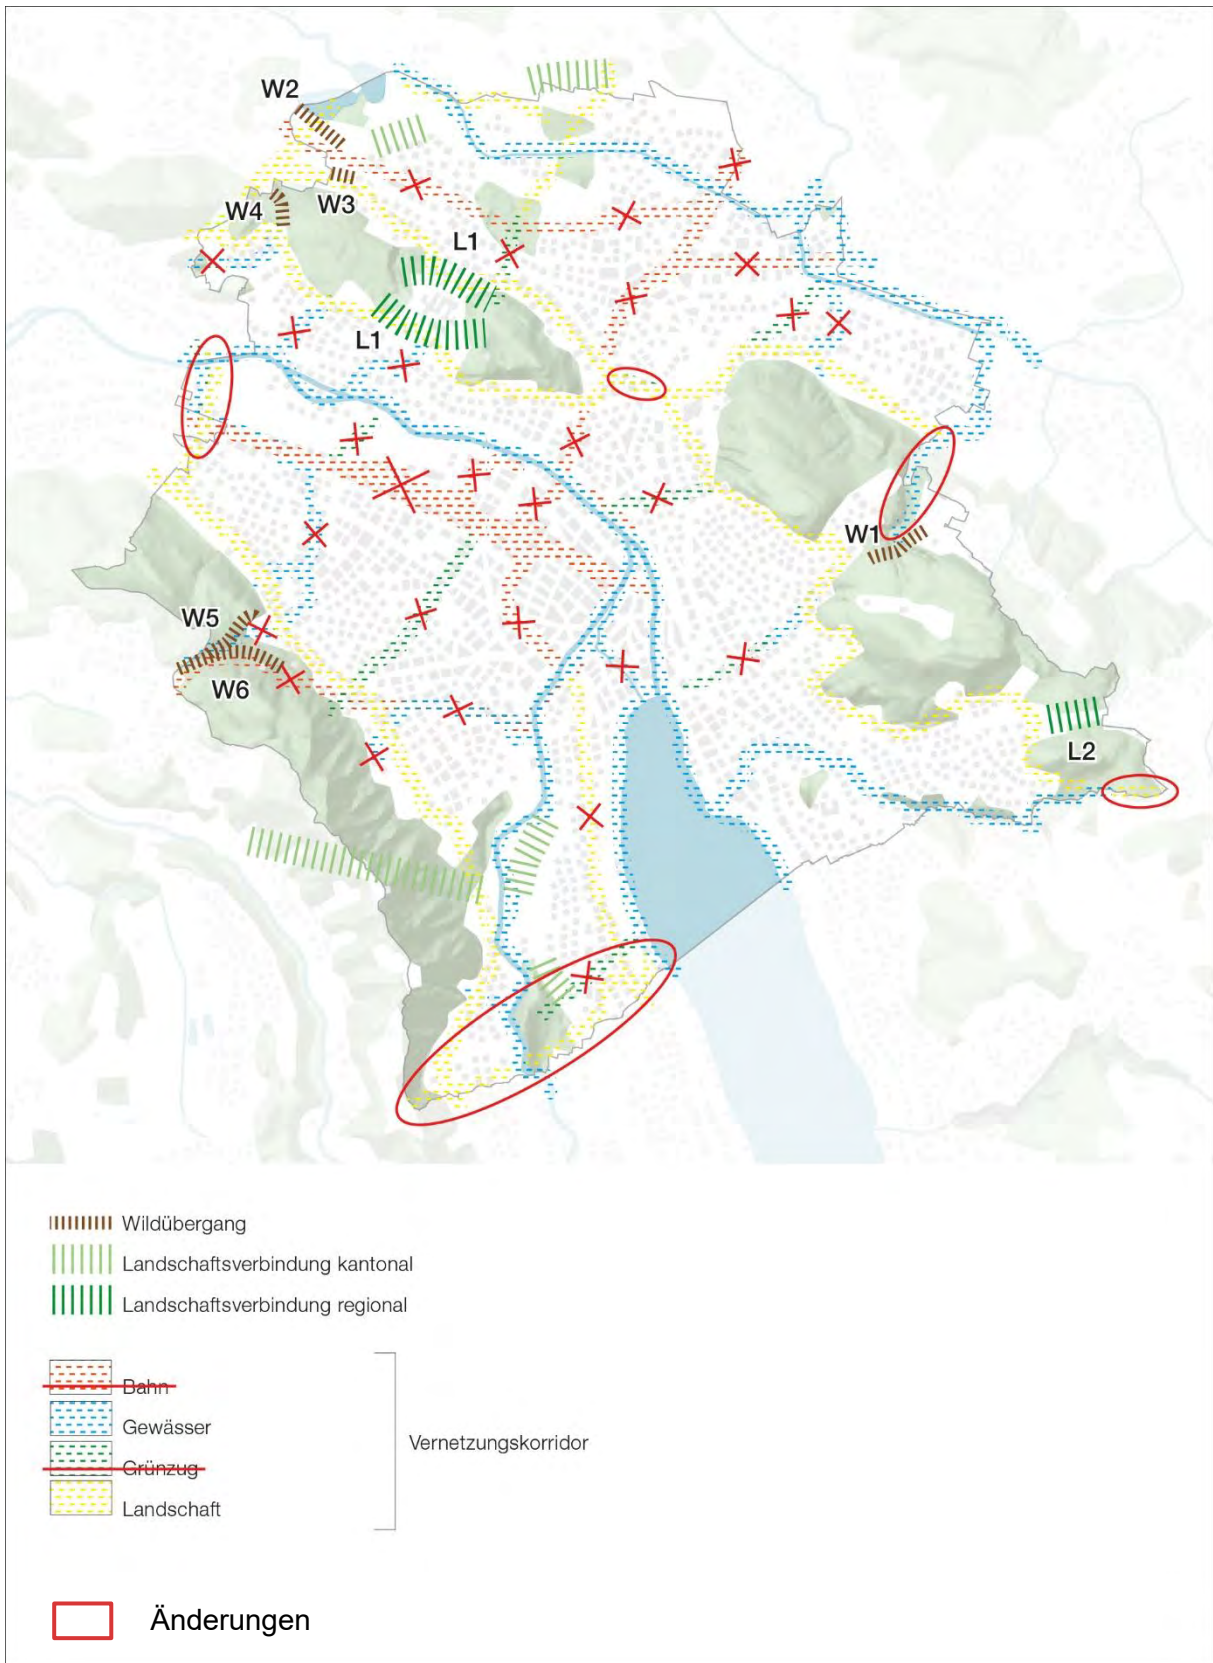 W2
W3
W4
L1
L1
W1
W5
W6
L2
Wildübergang
Landschaftsverbindung kantonal
Landschaftsverbindung regional
Bahn
Gewässer
Grünzug
Landschaft
Vernetzungskorridor
Änderungen